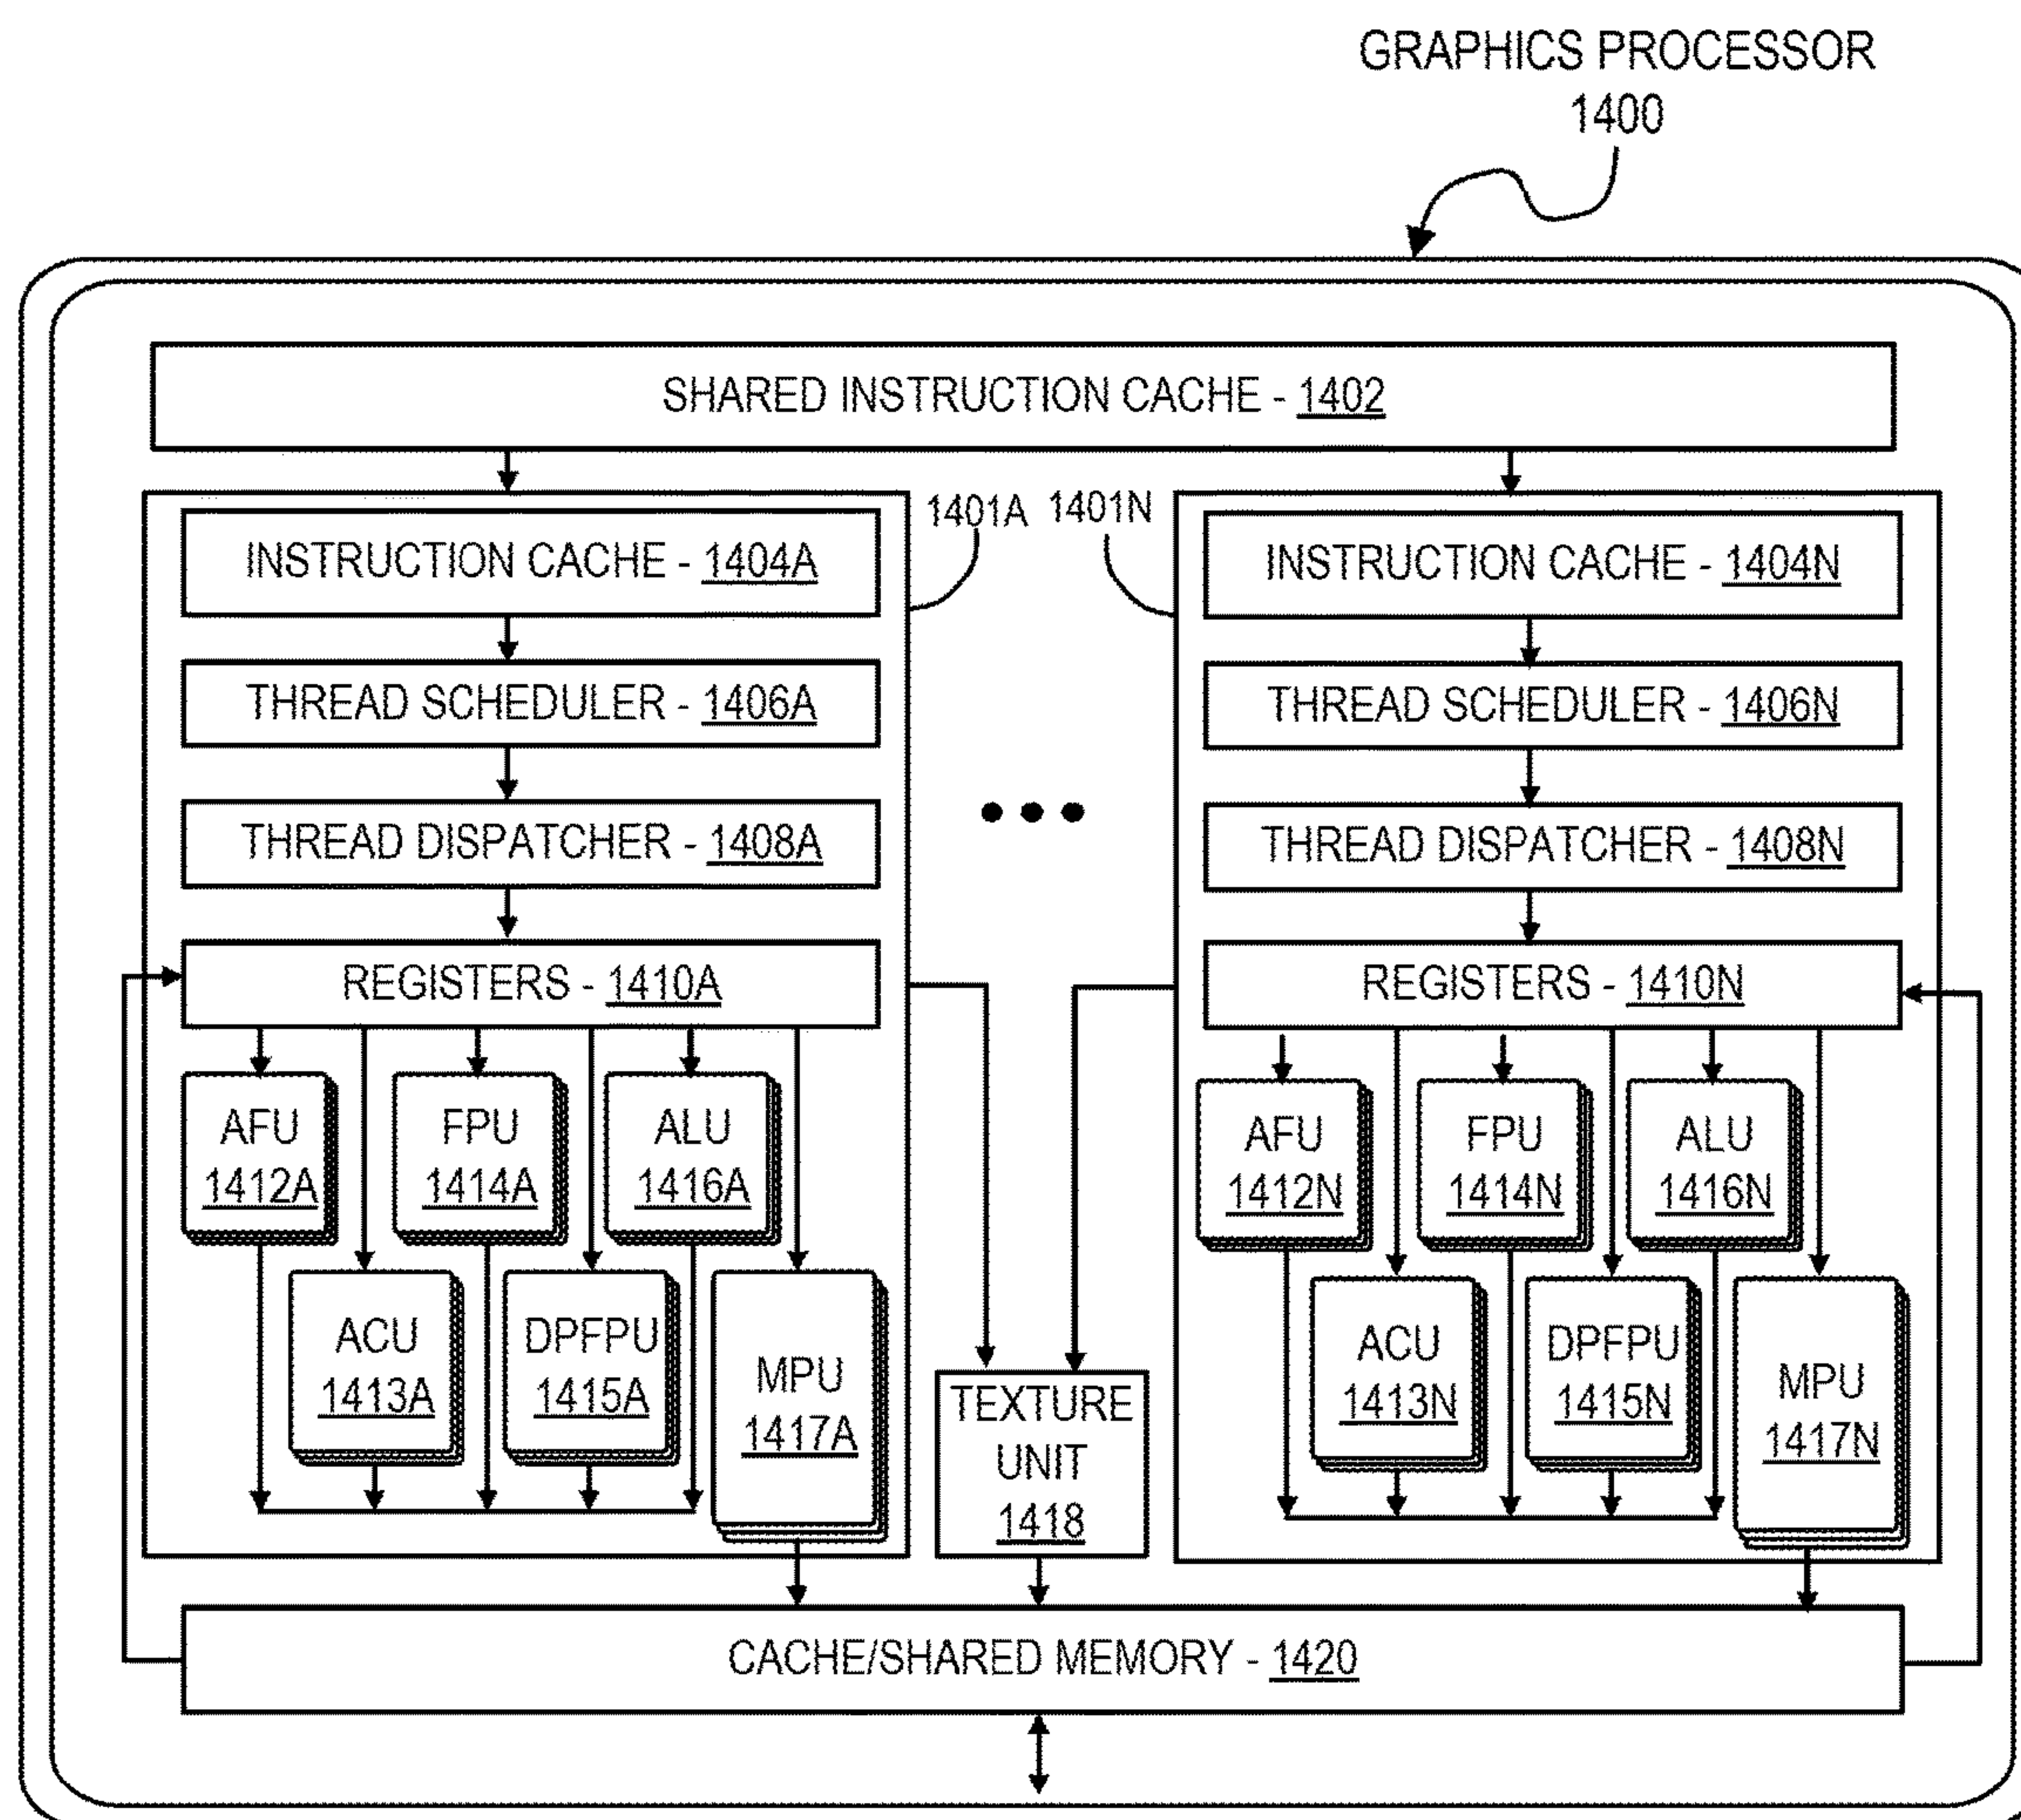 GRAPHICS PROCESSOR
1400
SHARED INSTRUCTION CACHE - 1402
1401A
1401N
INSTRUCTION CACHE - 1404A
THREAD SCHEDULER - 1406A
THREAD DISPATCHER - 1408A
REGISTERS - 1410A
AFU
1412A
FPU
1414A
ALU
1416A
ACU
1413A
DPFPU
1415A
MPU
1417A
TEXTURE
UNIT
1418
INSTRUCTION CACHE - 1404N
THREAD SCHEDULER - 1406N
THREAD DISPATCHER - 1408N
REGISTERS - 1410N
AFU
1412N
FPU
1414N
ALU
1416N
ACU
1413N
DPFPU
1415N
MPU
1417N
CACHE/SHARED MEMORY - 1420